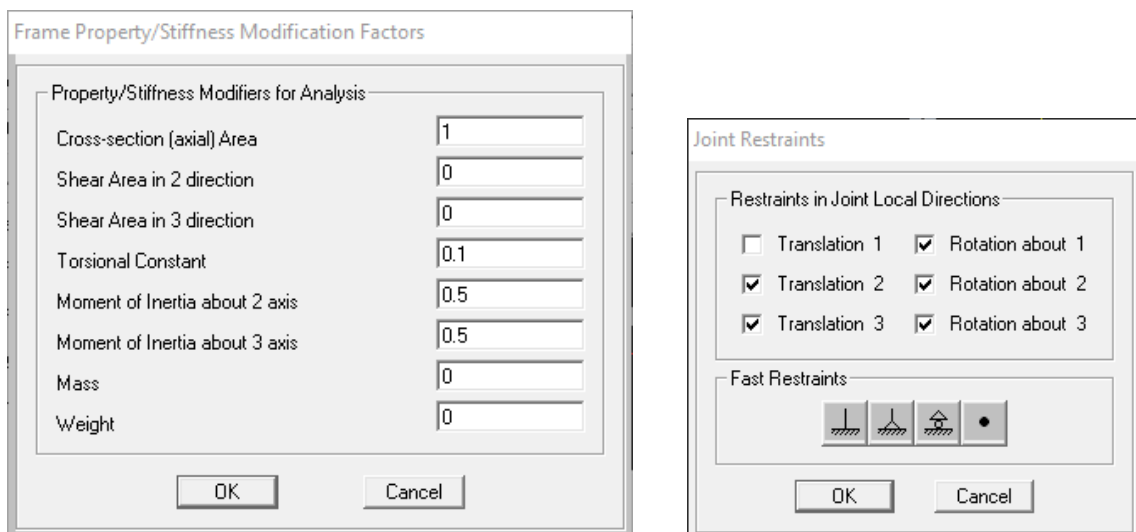 Frame Property/Stiffness Modification Factors
Property/Stiffness Modifiers for Analysis
Cross-section (axial) Area 1
Shear Area in 2 direction 0
Shear Area in 3 direction 0
Torsional Constant 0.1
Moment of Inertia about 2 axis 0.5
Moment of Inertia about 3 axis 0.5
Mass 0
Weight 0
OK Cancel
Joint Restraints
Restraints in Joint Local Directions
Translation 1 Rotation about 1
Translation 2 Rotation about 2
Translation 3 Rotation about 3
Fast Restraints
OK Cancel